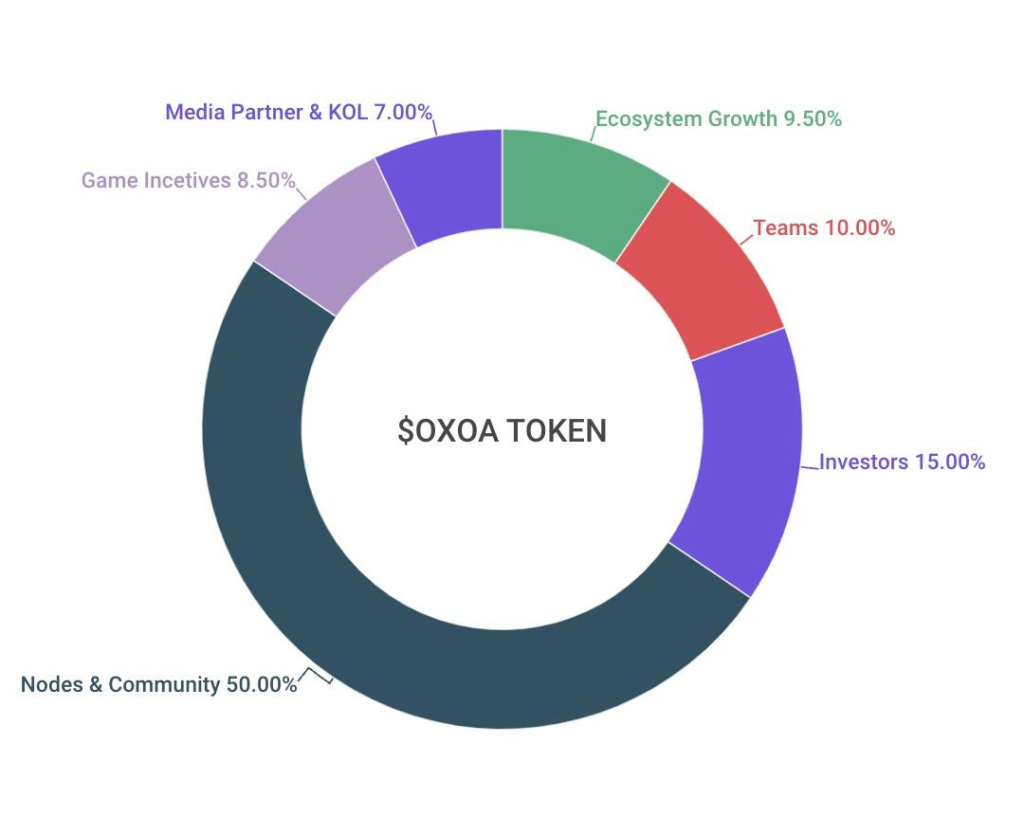 Media Partner & KOL 7.00%
Ecosystem Growth 9.50%
Game Incetives 8.50%
Teams 10.00%
$OXOA TOKEN
Investors 15.00%
Nodes & Community 50.00%